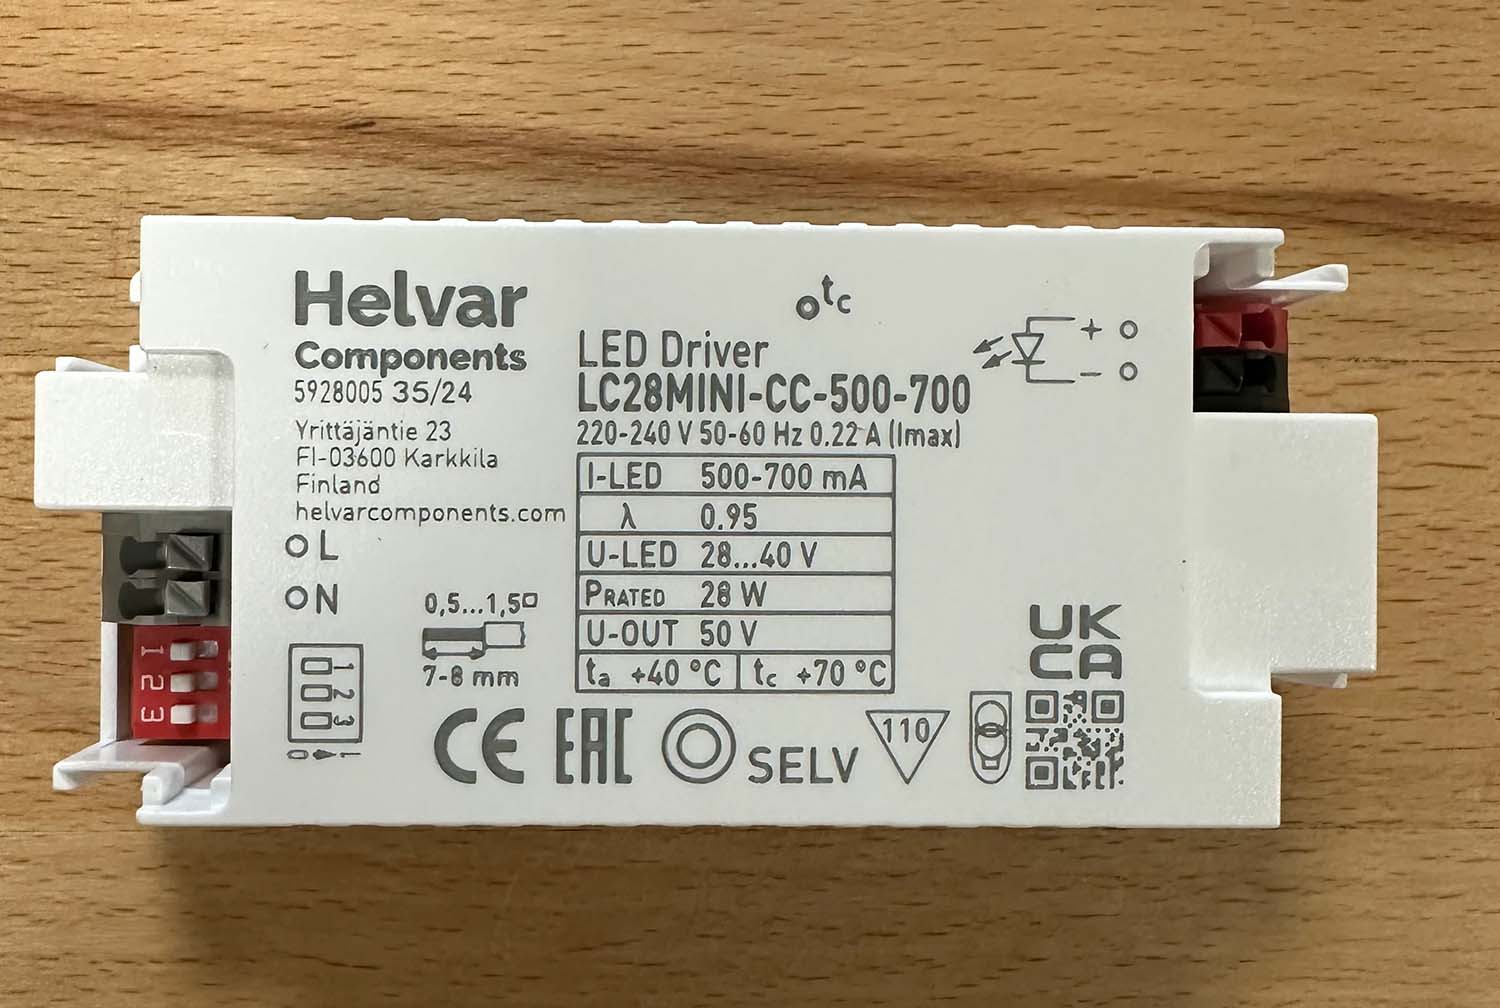 Helvar
Components
5928005 35/24
Yrittäjäntie 23
FI-03600 Karkkila
Finland
helvarcomponents.com
L
N
0,5...1,5
7-8 mm
1
2
3
0 1
1
2
3
tc
LED Driver
LC28MINI-CC-500-700
220-240 V 50-60 Hz 0.22 A (Imax)
I-LED 500-700 mA
λ 0.95
U-LED 28...40 V
PRATED 28 W
U-OUT 50 V
ta +40 °C tc +70 °C
+
-
CE EAC SELV 110
UK
CA